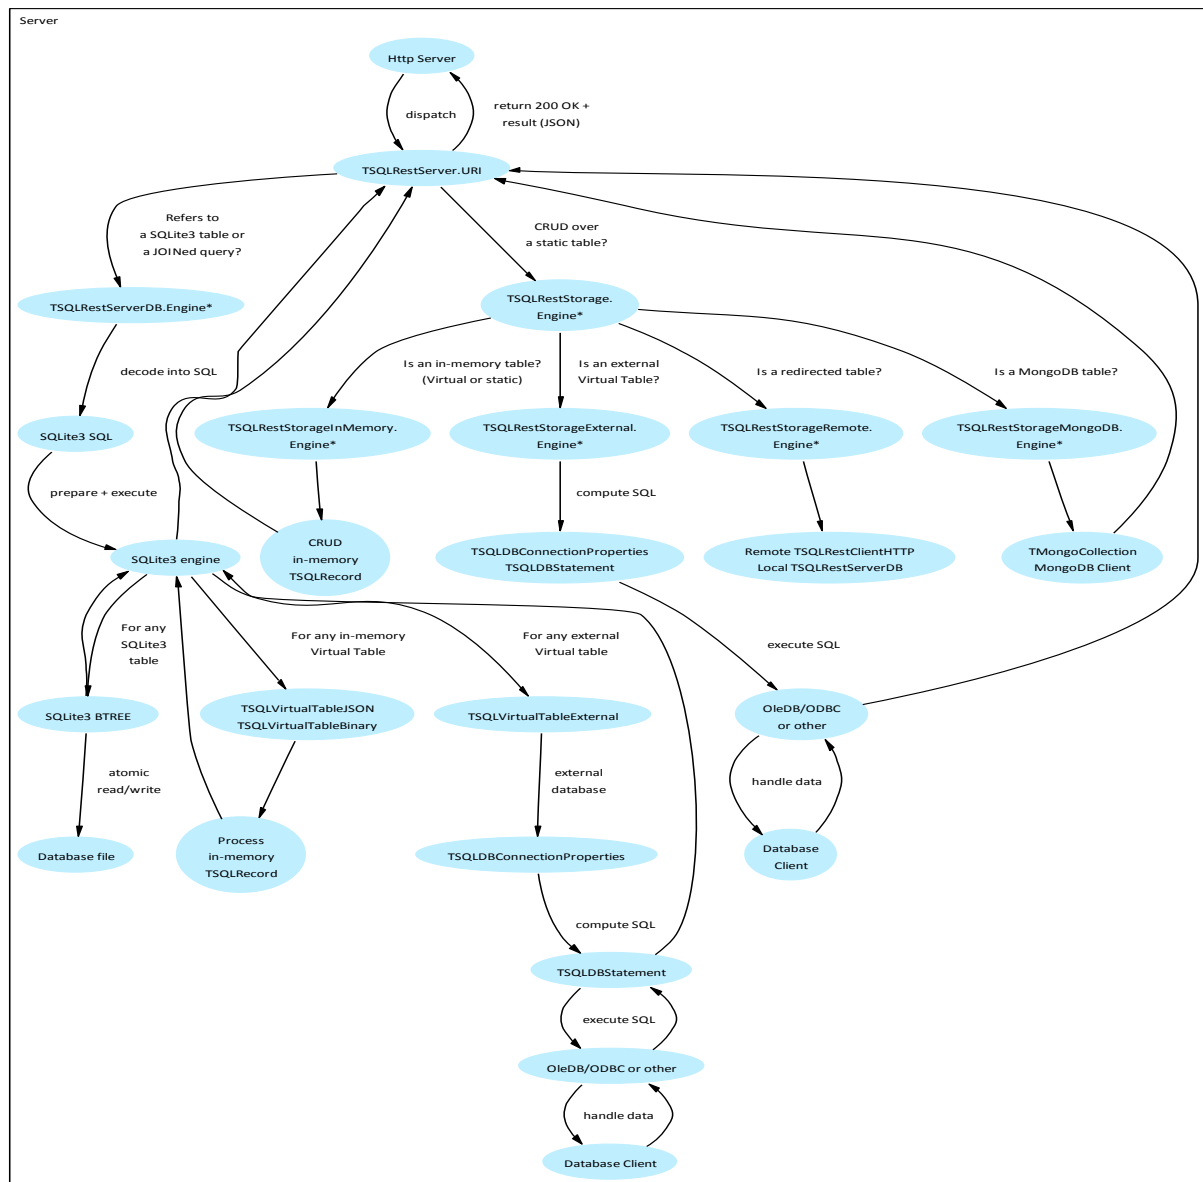 Server
Http Server
dispatch
return 200 OK +
result (JSON)
TSQLRestServer.URI
Refers to
a SQLite3 table or
a JOINed query?
CRUD over
a static table?
TSQLRestServerDB.Engine*
TSQLRestStorage.
Engine*
decode into SQL
Is an in-memory table?
(Virtual or static)
Is an external
Virtual Table?
Is a redirected table?
Is a MongoDB table?
SQLite3 SQL
TSQLRestStorageInMemory.
Engine*
TSQLRestStorageExternal.
Engine*
TSQLRestStorageRemote.
Engine*
TSQLRestStorageMongoDB.
Engine*
prepare + execute
compute SQL
SQLite3 engine
CRUD
in-memory
TSQLRecord
TSQLDBConnectionProperties
TSQLDBStatement
Remote TSQLRestClientHTTP
Local TSQLRestServerDB
TMongoCollection
MongoDB Client
For any
SQLite3
table
For any in-memory
Virtual Table
For any external
Virtual table
execute SQL
SQLite3 BTREE
TSQLVirtualTableJSON
TSQLVirtualTableBinary
TSQLVirtualTableExternal
OleDB/ODBC
or other
atomic
read/write
external
database
handle data
Database file
Process
in-memory
TSQLRecord
TSQLDBConnectionProperties
Database
Client
compute SQL
TSQLDBStatement
execute SQL
OleDB/ODBC or other
handle data
Database Client